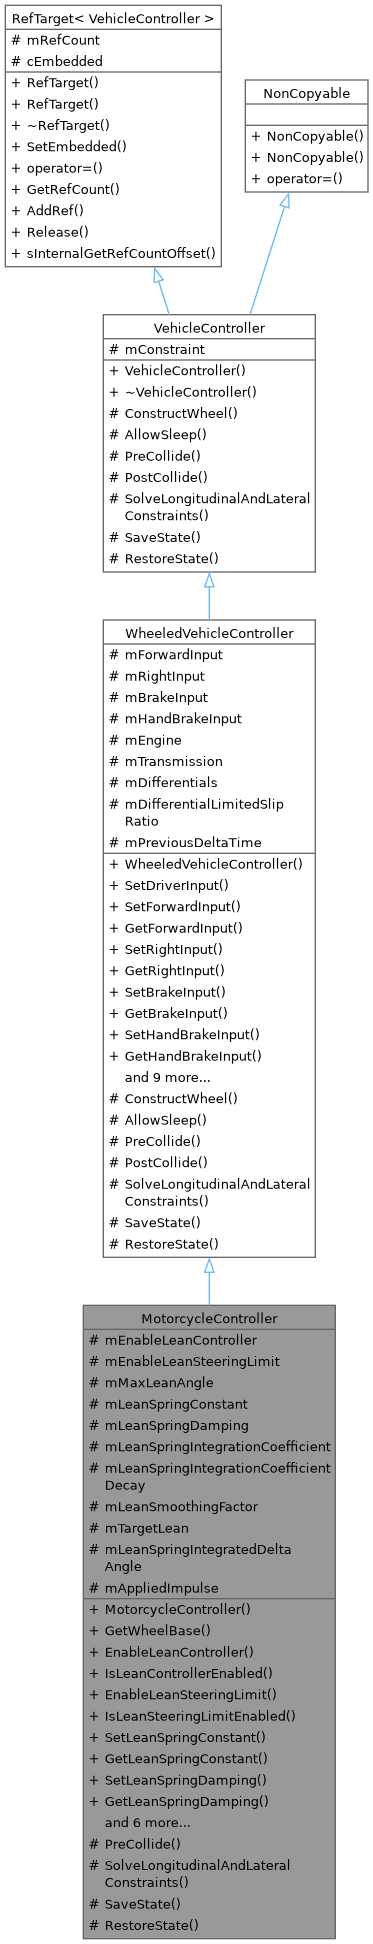 RefTarget< VehicleController >
# mRefCount
# cEmbedded
+ RefTarget()
+ RefTarget()
+ ~RefTarget()
+ SetEmbedded()
+ operator=()
+ GetRefCount()
+ AddRef()
+ Release()
+ sInternalGetRefCountOffset()
NonCopyable
+ NonCopyable()
+ NonCopyable()
+ operator=()
VehicleController
# mConstraint
+ VehicleController()
+ ~VehicleController()
# ConstructWheel()
# AllowSleep()
# PreCollide()
# PostCollide()
# SolveLongitudinalAndLateral
Constraints()
# SaveState()
# RestoreState()
WheeledVehicleController
# mForwardInput
# mRightInput
# mBrakeInput
# mHandBrakeInput
# mEngine
# mTransmission
# mDifferentials
# mDifferentialLimitedSlip
Ratio
# mPreviousDeltaTime
+ WheeledVehicleController()
+ SetDriverInput()
+ SetForwardInput()
+ GetForwardInput()
+ SetRightInput()
+ GetRightInput()
+ SetBrakeInput()
+ GetBrakeInput()
+ SetHandBrakeInput()
+ GetHandBrakeInput()
and 9 more...
# ConstructWheel()
# AllowSleep()
# PreCollide()
# PostCollide()
# SolveLongitudinalAndLateral
Constraints()
# SaveState()
# RestoreState()
MotorcycleController
# mEnableLeanController
# mEnableLeanSteeringLimit
# mMaxLeanAngle
# mLeanSpringConstant
# mLeanSpringDamping
# mLeanSpringIntegrationCoefficient
# mLeanSpringIntegrationCoefficient
Decay
# mLeanSmoothingFactor
# mTargetLean
# mLeanSpringIntegratedDelta
Angle
# mAppliedImpulse
+ MotorcycleController()
+ GetWheelBase()
+ EnableLeanController()
+ IsLeanControllerEnabled()
+ EnableLeanSteeringLimit()
+ IsLeanSteeringLimitEnabled()
+ SetLeanSpringConstant()
+ GetLeanSpringConstant()
+ SetLeanSpringDamping()
+ GetLeanSpringDamping()
and 6 more...
# PreCollide()
# SolveLongitudinalAndLateral
Constraints()
# SaveState()
# RestoreState()